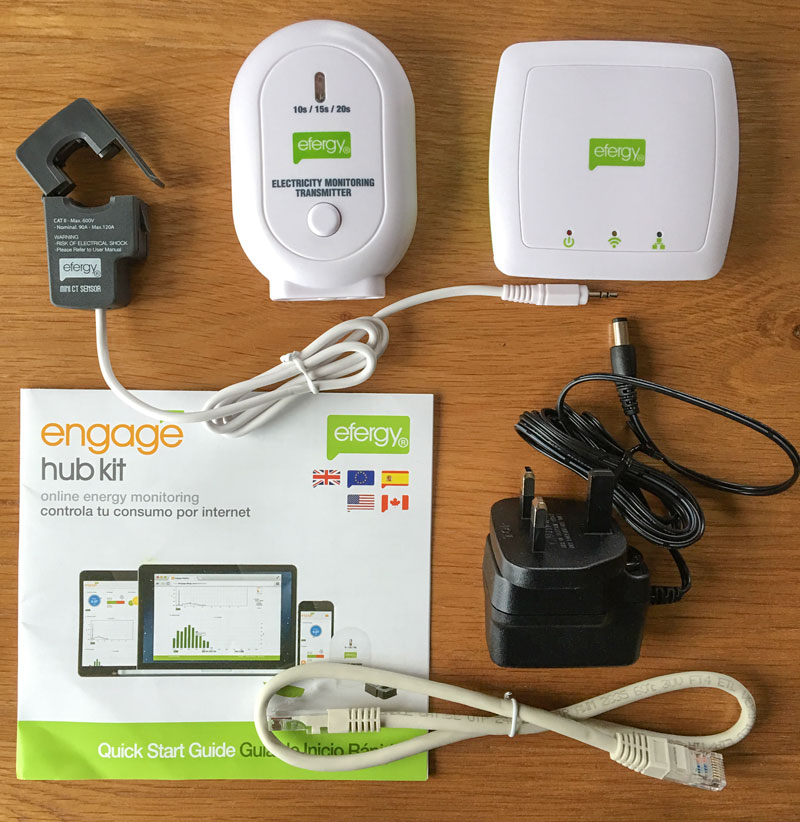 10s / 15s / 20s
efergy®
ELECTRICITY MONITORING
TRANSMITTER
efergy®
CAT II - Max. 600V
- Nominal. 90A - Max.120A
WARNING
-RISK OF ELECTRICAL SHOCK
-Please Refer to User Manual
efergy®
MINI CT SENSOR
engage
hub kit
efergy®
online energy monitoring
controla tu consumo por internet
Quick Start Guide Guía de Inicio